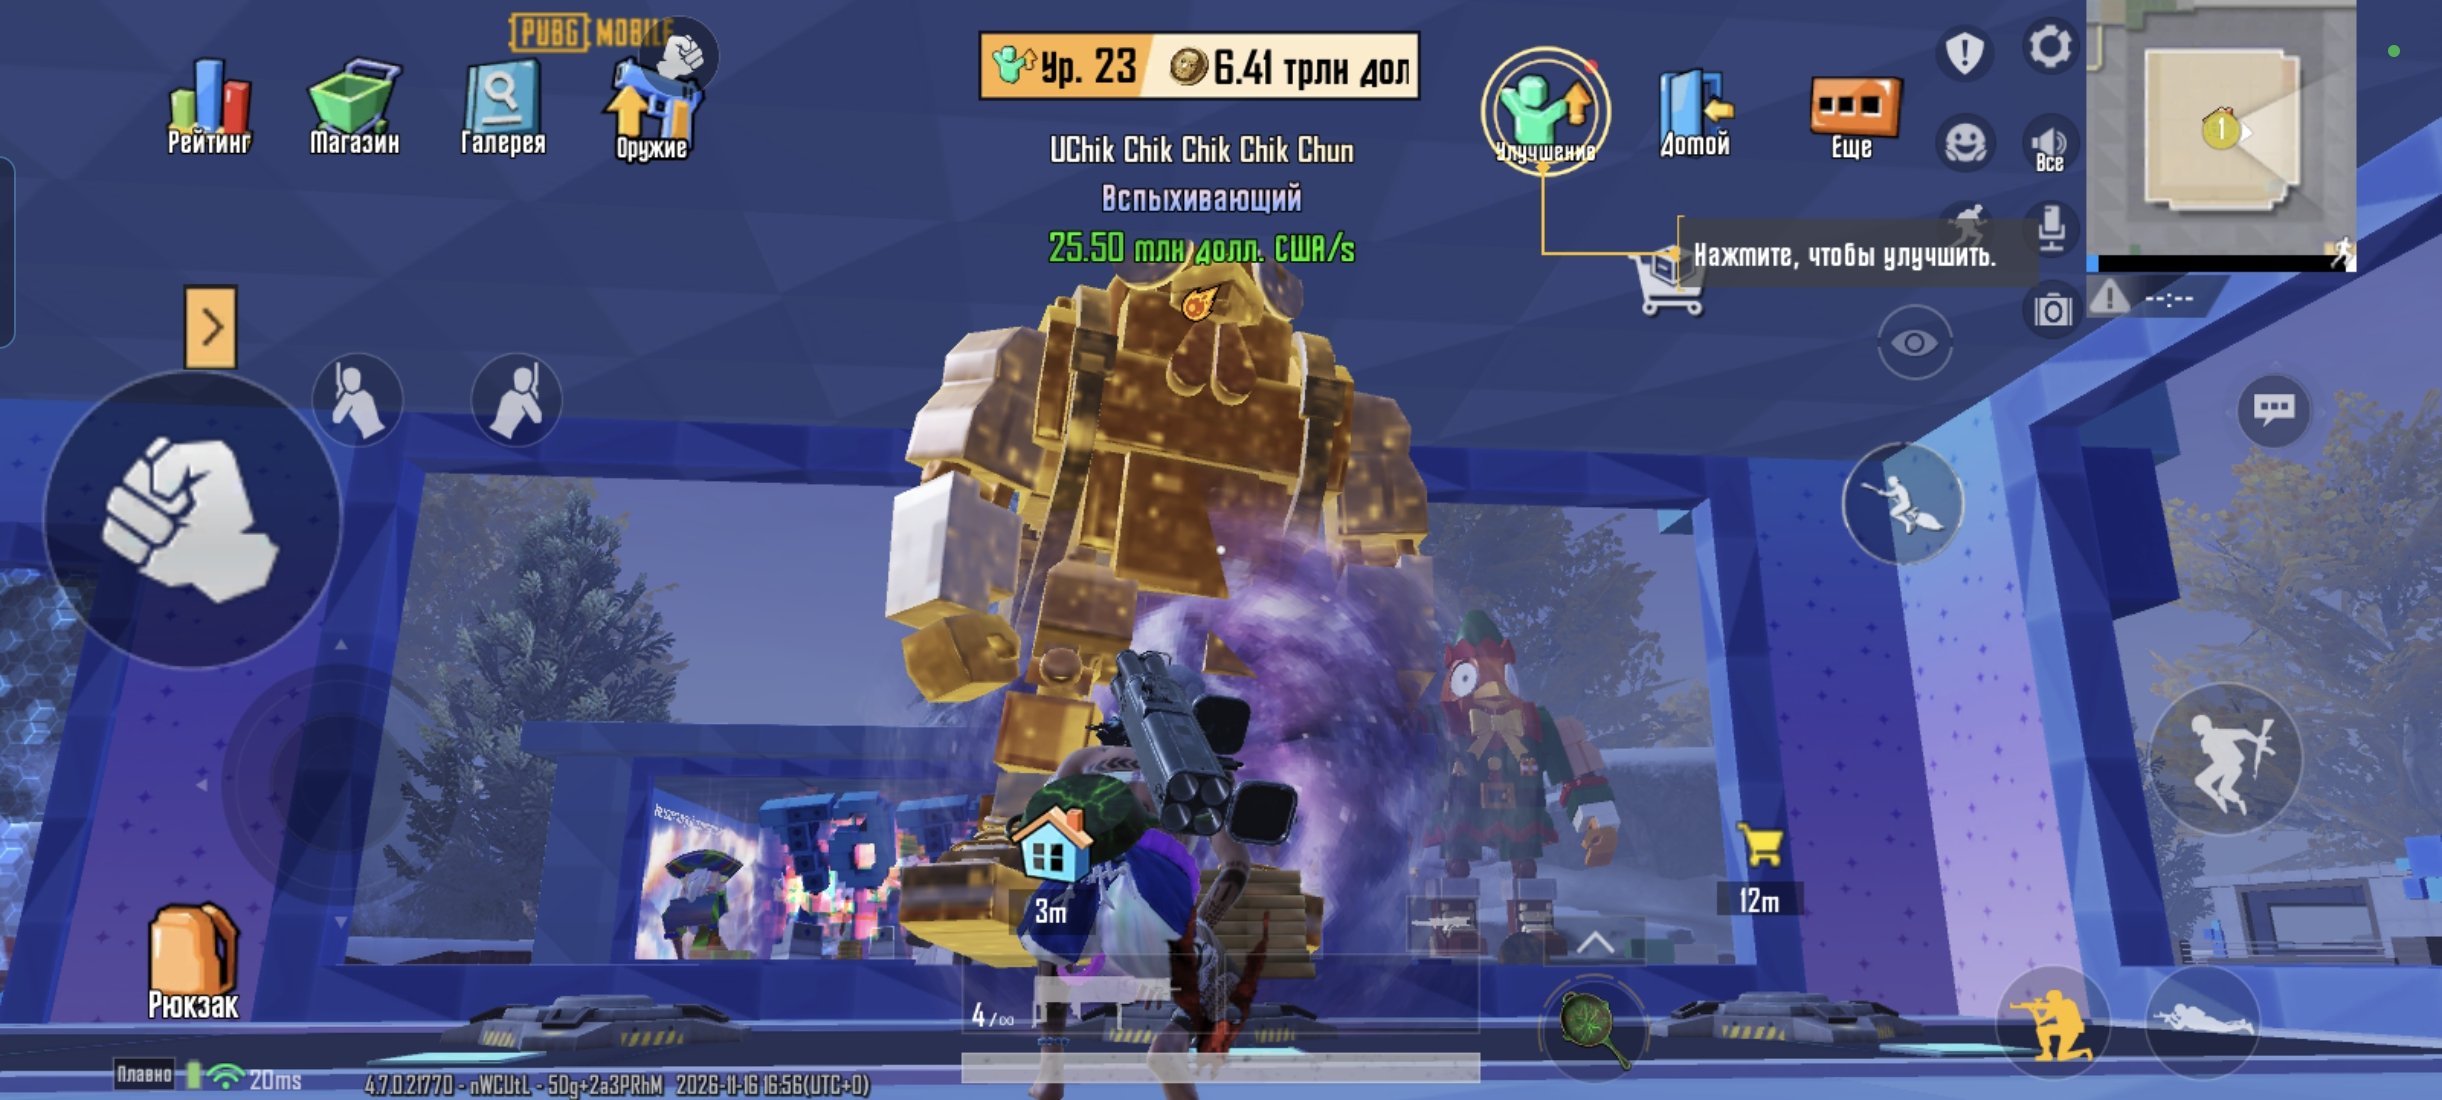 PUBG MOBILE
Ур. 23
6.41 трлн дол
Рейтинг
Магазин
Галерея
Оружие
Улучшение
Домой
Еще
Все
1
UChik Chik Chik Chik Chun
Вспыхивающий
25.50 млн долл. США/s
Нажмите, чтобы улучшить.
--:--
3m
12m
4/∞
Рюкзак
Плавно
20ms
4.7.0.21770 - nWCUtL - 5Dg+2a3PRhM 2026-11-16 16:56(UTC+0)